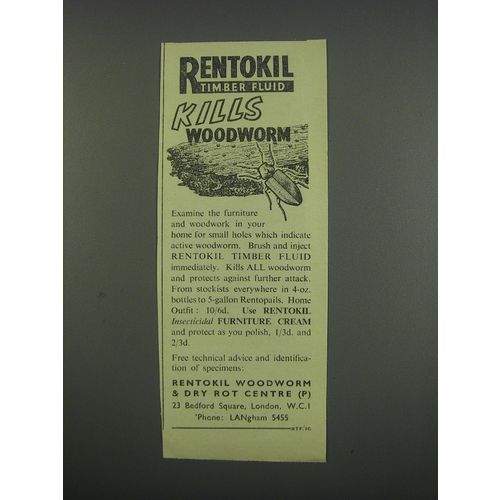 RENTOKIL
TIMBER FLUID
KILLS
WOODWORM
Examine the furniture
and woodwork in your
home for small holes which indicate
active woodworm. Brush and inject
RENTOKIL TIMBER FLUID
immediately. Kills ALL woodworm
and protects against further attack.
From stockists everywhere in 4-oz.
bottles to 5-gallon Rentopails. Home
Outfit: 10/6d. Use RENTOKIL
Insecticidal FURNITURE CREAM
and protect as you polish, 1/3d. and
2/3d.
Free technical advice and identifica-
tion of specimens:
RENTOKIL WOODWORM
& DRY ROT CENTRE (P)
23 Bedford Square, London, W.C.1
'Phone: LANgham 5455